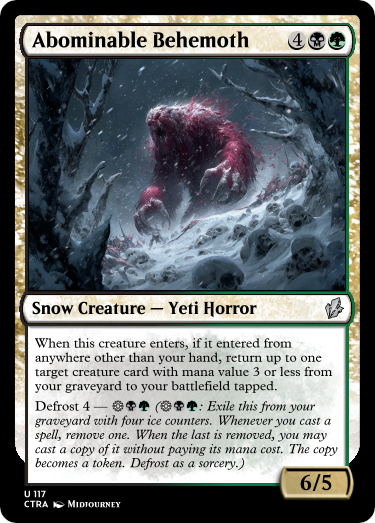 Abominable Behemoth 4
Snow Creature — Yeti Horror
When this creature enters, if it entered from
anywhere other than your hand, return up to one
target creature card with mana value 3 or less from
your graveyard to your battlefield tapped.
Defrost 4 — (: Exile this from your
graveyard with four ice counters. Whenever you cast a
spell, remove one. When the last is removed, you may
cast a copy of it without paying its mana cost. The copy
becomes a token. Defrost as a sorcery.)
6/5
U 117
CTRA Midjourney